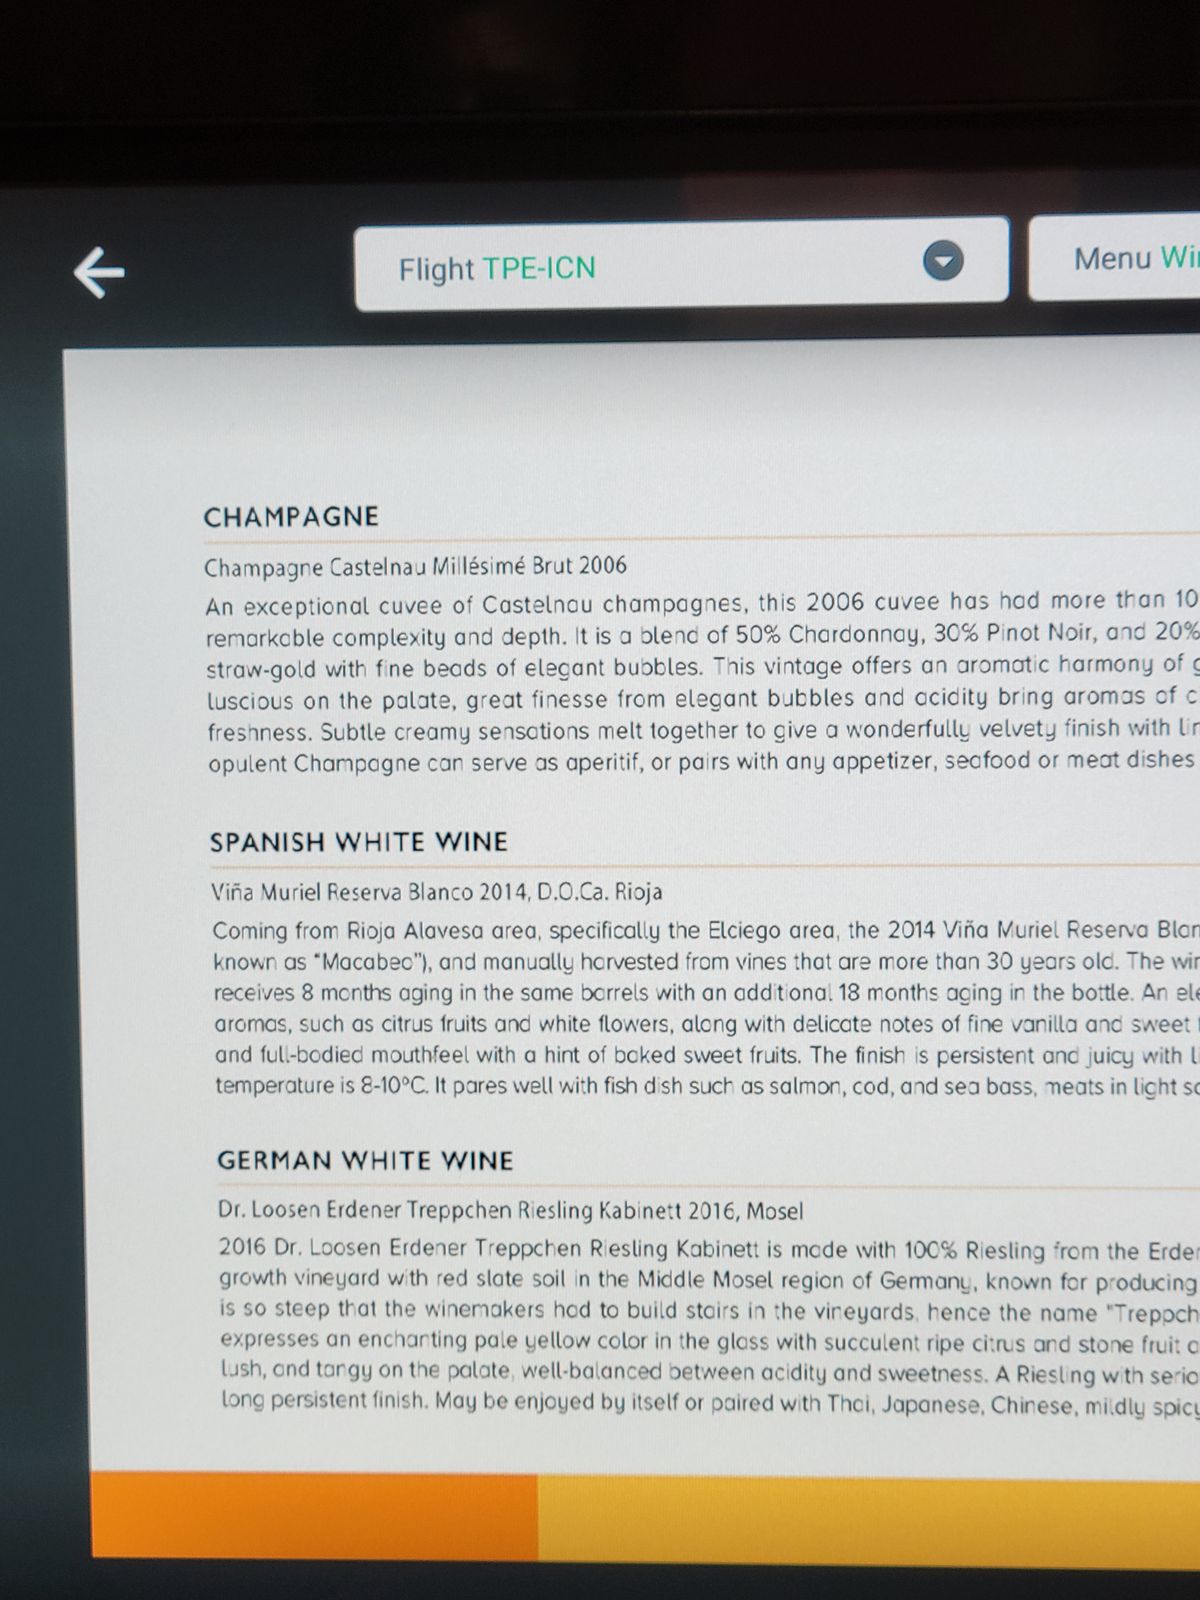 Flight TPE-ICN
Menu
CHAMPAGNE
Champagne Castelnau Millésimé Brut 2006
An exceptional cuvee of Castelnau champagnes, this 2006 cuvee has had more than 10
remarkable complexity and depth. It is a blend of 50% Chardonnay, 30% Pinot Noir, and 20%
straw-gold with fine beads of elegant bubbles. This vintage offers an aromatic harmony of
luscious on the palate, great finesse from elegant bubbles and acidity bring aromas of
freshness. Subtle creamy sensations melt together to give a wonderfully velvety finish with
opulent Champagne can serve as aperitif, or pairs with any appetizer, seafood or meat dishes
SPANISH WHITE WINE
Viña Muriel Reserva Blanco 2014, D.O.Ca. Rioja
Coming from Rioja Alavesa area, specifically the Elciego area, the 2014 Viña Muriel Reserva
known as "Macabeo"), and manually harvested from vines that are more than 30 years old. The
receives 8 months aging in the same barrels with an additional 18 months aging in the bottle. An
aromas, such as citrus fruits and white flowers, along with delicate notes of fine vanilla and sweet
and full-bodied mouthfeel with a hint of baked sweet fruits. The finish is persistent and juicy with
temperature is 8-10°C. It pares well with fish dish such as salmon, cod, and sea bass, meats in light
GERMAN WHITE WINE
Dr. Loosen Erdener Treppchen Riesling Kabinett 2016, Mosel
2016 Dr. Loosen Erdener Treppchen Riesling Kabinett is made with 100% Riesling from the
growth vineyard with red slate soil in the Middle Mosel region of Germany, known for producing
is so steep that the winemakers had to build stairs in the vineyards, hence the name
expresses an enchanting pale yellow color in the glass with succulent ripe citrus and stone fruit
lush, and tangy on the palate, well-balanced between acidity and sweetness. A Riesling with
long persistent finish. May be enjoyed by itself or paired with Thai, Japanese, Chinese, mildly spicy